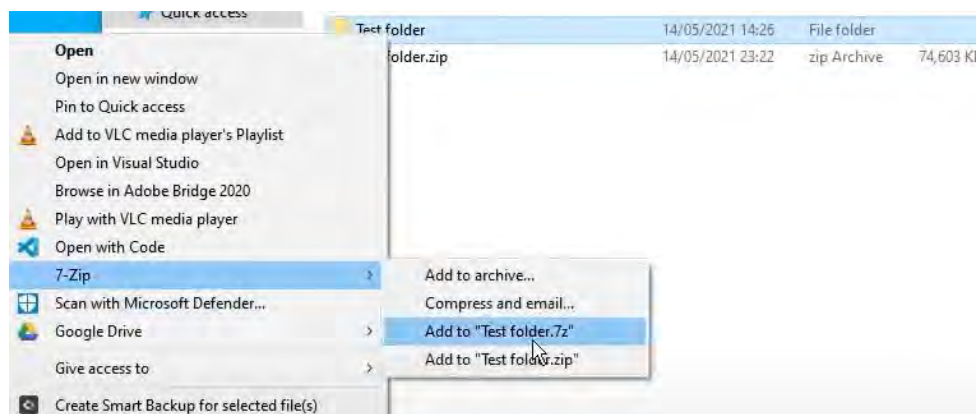 Quick access
Test folder 14/05/2021 14:26 File folder
folder.zip 14/05/2021 23:22 zip Archive 74,603 K
Open
Open in new window
Pin to Quick access
Add to VLC media player's Playlist
Open in Visual Studio
Browse in Adobe Bridge 2020
Play with VLC media player
Open with Code
7-Zip
Scan with Microsoft Defender...
Google Drive
Give access to
Create Smart Backup for selected file(s)
Add to archive...
Compress and email...
Add to "Test folder.7z"
Add to "Test folder.zip"